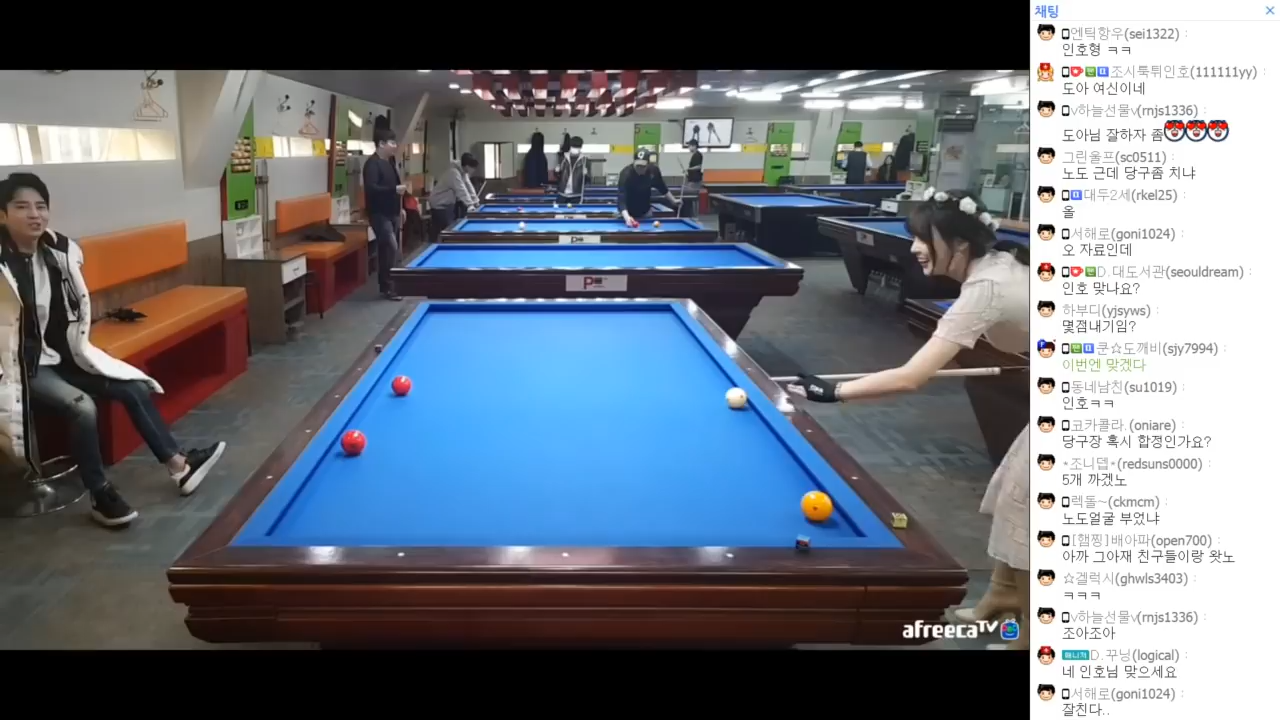 채팅
엔틱항우(sei1322) :
인호형 ㅋㅋ
조시툭튀인호(111111yy) :
도아 여신이네
v하늘선물v(rnjs1336) :
도아님 잘하자 좀
그린울프(sc0511) :
노도 근데 당구좀 치냐
대두2세(rkel25) :
올
서해로(goni1024) :
오 자료인데
D.대도서관(seouldream) :
인호 맞나요?
하부디(yjsyws) :
몇점내기임?
쿤☆도깨비(sjy7994) :
이번엔 맞겠다
동네남친(su1019) :
인호ㅋㅋ
코카콜라.(oniare) :
당구장 혹시 합정인가요?
*조니뎁*(redsuns0000) :
5개 까겠노
렉돌~(ckmcm) :
노도얼굴 부었냐
[햄찡]배아파(open700) :
아까 그아재 친구들이랑 왓노
☆겔럭시(ghwls3403) :
ㅋㅋㅋ
v하늘선물v(rnjs1336) :
조아조아
매니저 D.꾸닝(logical) :
네 인호님 맞으세요
서해로(goni1024) :
잘친다..
afreecaTV